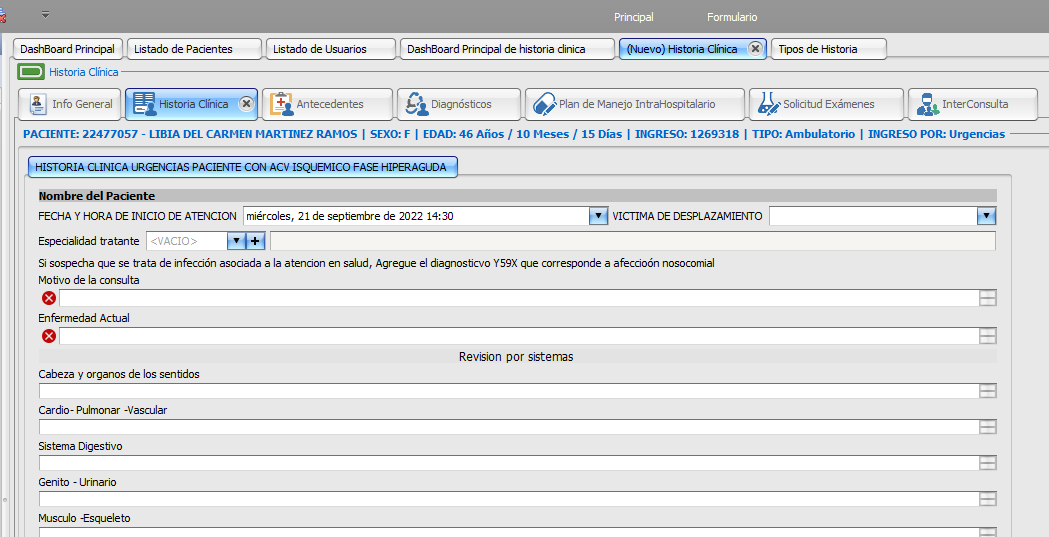 Principal Formulario
DashBoard Principal Listado de Pacientes Listado de Usuarios DashBoard Principal de historia clinica (Nuevo) Historia Clínica Tipos de Historia
Historia Clínica
Info General Historia Clínica Antecedentes Diagnósticos Plan de Manejo IntraHospitalario Solicitud Exámenes InterConsulta
PACIENTE: 22477057 - LIBIA DEL CARMEN MARTINEZ RAMOS | SEXO: F | EDAD: 46 Años / 10 Meses / 15 Días | INGRESO: 1269318 | TIPO: Ambulatorio | INGRESO POR: Urgencias
HISTORIA CLINICA URGENCIAS PACIENTE CON ACV ISQUEMICO FASE HIPERAGUDA
Nombre del Paciente
FECHA Y HORA DE INICIO DE ATENCION miércoles, 21 de septiembre de 2022 14:30 VICTIMA DE DESPLAZAMIENTO
Especialidad tratante <VACIO>
Si sospecha que se trata de infección asociada a la atencion en salud, Agregue el diagnosticvo Y59X que corresponde a afeccioón nosocomial
Motivo de la consulta
Enfermedad Actual
Revision por sistemas
Cabeza y organos de los sentidos
Cardio- Pulmonar -Vascular
Sistema Digestivo
Genito - Urinario
Musculo -Esqueleto